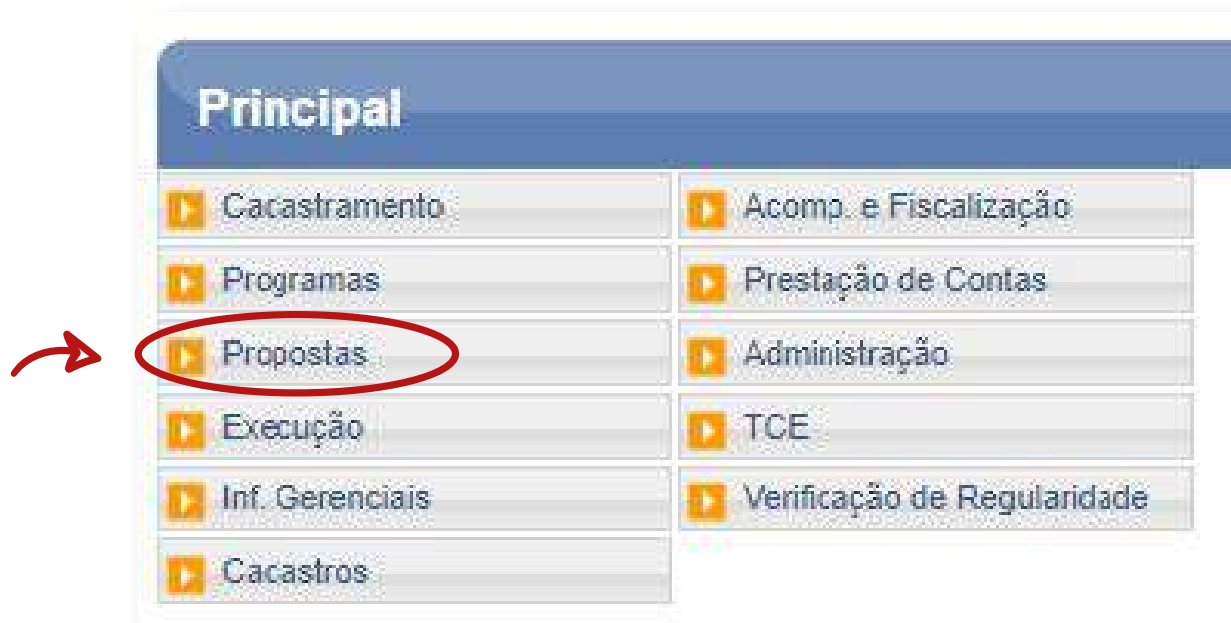 Principal
Cacastramento
Programas
Propostas
Execução
Inf. Gerenciais
Cacastros
Acomp. e Fiscalização
Prestação de Contas
Administração
TCE
Verificação de Regularidade